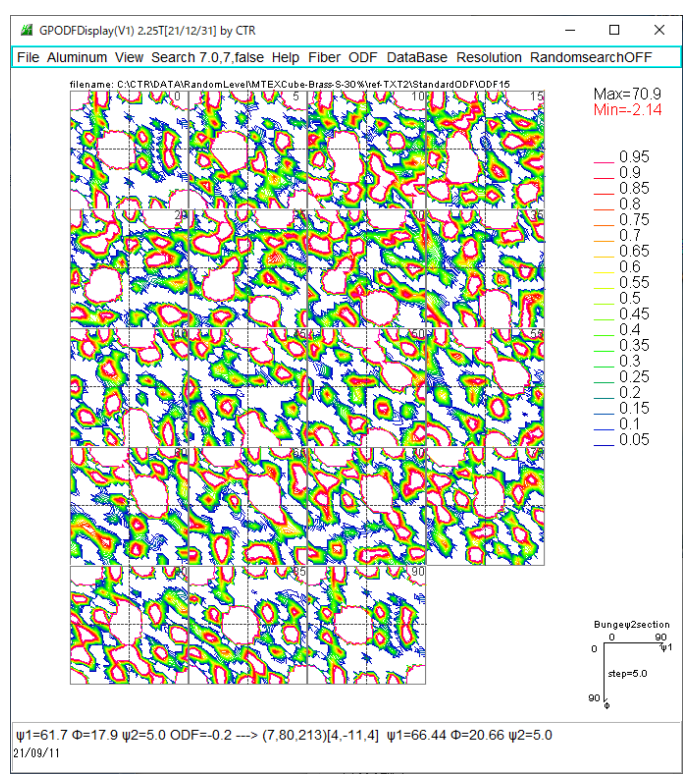 GPODFDisplay(V1) 2.25T[21/12/31] by CTR
File Aluminum View Search 7.0,7,false Help Fiber ODF DataBase Resolution RandomsearchOFF
filename: C:\CTR\DATA\RandomLevel\MTEXCube-Brass-S-30%\ref-TXT2\StandardODF\ODF15
0 5 10 15
Max=70.9
Min=-2.14
0.95
0.9
0.85
0.8
0.75
0.7
0.65
0.6
0.55
0.5
0.45
0.4
0.35
0.3
0.25
0.2
0.15
0.1
0.05
90
Bungeψ2section
0 90
0 ψ1
step=5.0
90
Φ
ψ1=61.7 Φ=17.9 ψ2=5.0 ODF=-0.2 ---> (7,80,213)[4,-11,4] ψ1=66.44 Φ=20.66 ψ2=5.0
21/09/11